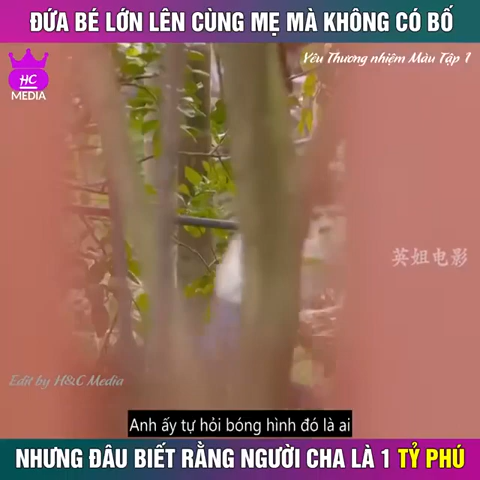 ĐỨA BÉ LỚN LÊN CÙNG MẸ MÀ KHÔNG CÓ BỐ
HC
MEDIA
Yêu Thương nhiệm Màu Tập 1
英姐电影
Edit by H&C Media
Anh ấy tự hỏi bóng hình đó là ai
NHƯNG ĐÂU BIẾT RẰNG NGƯỜI CHA LÀ 1 TỶ PHÚ